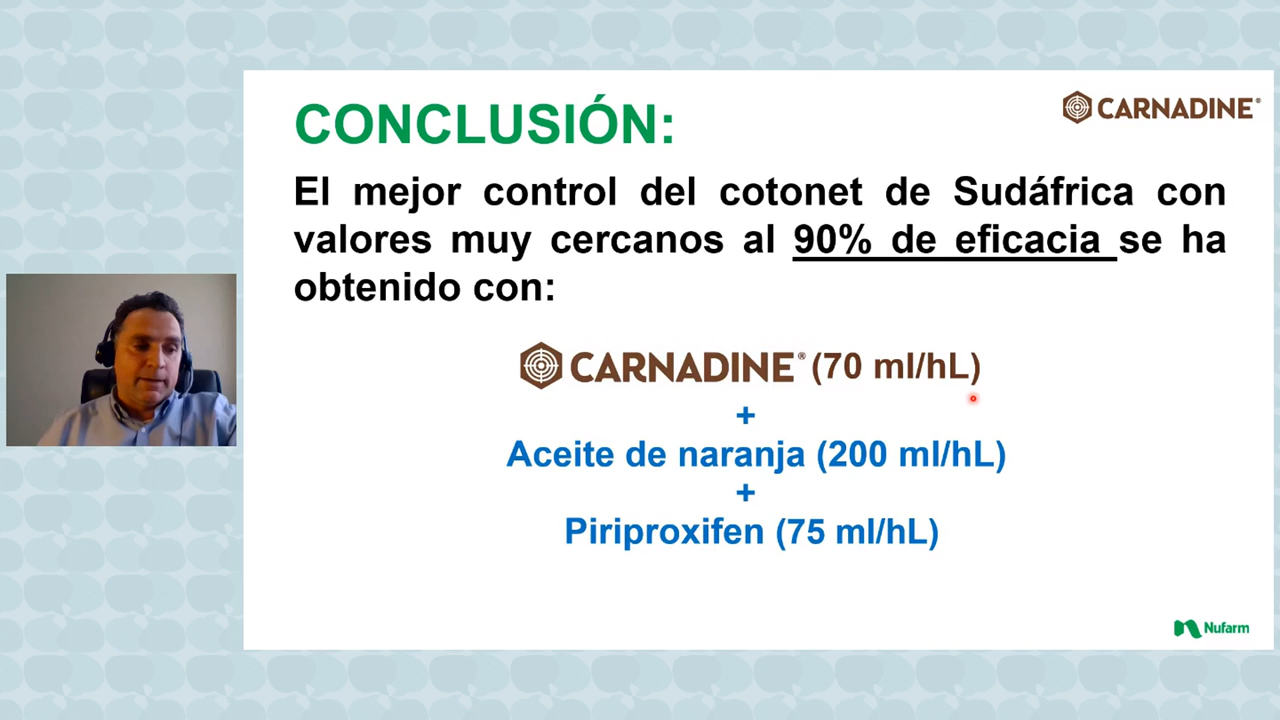 CARNADINE®
CONCLUSIÓN:
El mejor control del cotonet de Sudáfrica con
valores muy cercanos al 90% de eficacia se ha
obtenido con:
CARNADINE® (70 ml/hL)
+
Aceite de naranja (200 ml/hL)
+
Piriproxifen (75 ml/hL)
Nufarm